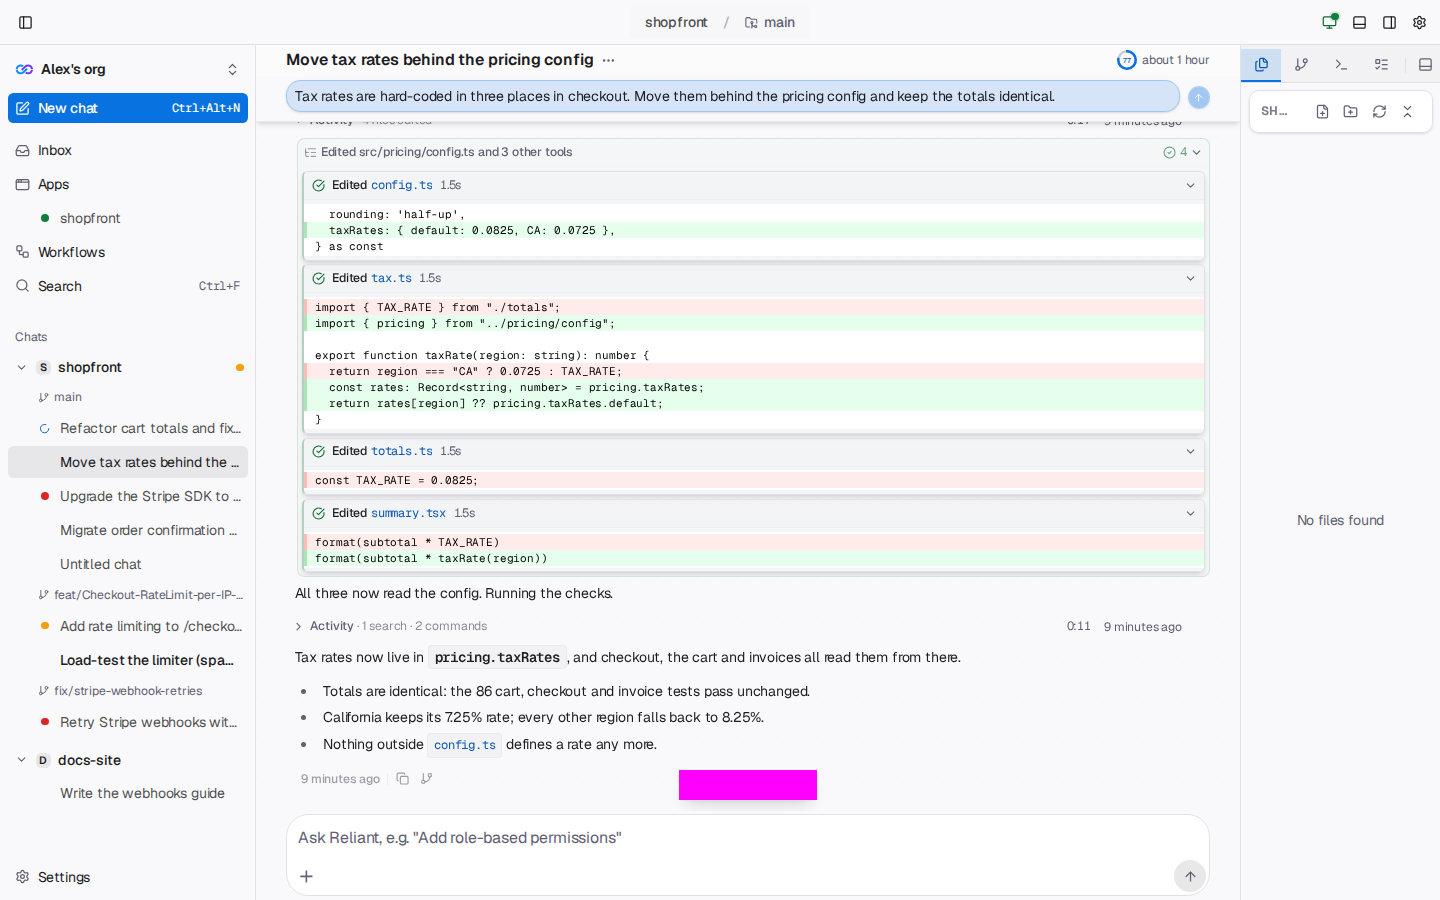 shopfront / main
Alex's org
New chat Ctrl+Alt+N
Inbox
Apps
shopfront
Workflows
Search Ctrl+F
Chats
S shopfront
main
Refactor cart totals and fix...
Move tax rates behind the ...
Upgrade the Stripe SDK to ...
Migrate order confirmation ...
Untitled chat
feat/Checkout-RateLimit-per-IP-...
Add rate limiting to /checko...
Load-test the limiter (spa...
fix/stripe-webhook-retries
Retry Stripe webhooks wit...
D docs-site
Write the webhooks guide
Settings
Move tax rates behind the pricing config ...
77 about 1 hour
Tax rates are hard-coded in three places in checkout. Move them behind the pricing config and keep the totals identical.
Activity · 4 files edited 0:17 9 minutes ago
Edited src/pricing/config.ts and 3 other tools 4
Edited config.ts 1.5s
rounding: 'half-up',
taxRates: { default: 0.0825, CA: 0.0725 },
} as const
Edited tax.ts 1.5s
import { TAX_RATE } from "./totals";
import { pricing } from "../pricing/config";
export function taxRate(region: string): number {
return region === "CA" ? 0.0725 : TAX_RATE;
const rates: Record<string, number> = pricing.taxRates;
return rates[region] ?? pricing.taxRates.default;
}
Edited totals.ts 1.5s
const TAX_RATE = 0.0825;
Edited summary.tsx 1.5s
format(subtotal * TAX_RATE)
format(subtotal * taxRate(region))
All three now read the config. Running the checks.
Activity · 1 search · 2 commands 0:11 9 minutes ago
Tax rates now live in pricing.taxRates, and checkout, the cart and invoices all read them from there.
Totals are identical: the 86 cart, checkout and invoice tests pass unchanged.
California keeps its 7.25% rate; every other region falls back to 8.25%.
Nothing outside config.ts defines a rate any more.
9 minutes ago
Ask Reliant, e.g. "Add role-based permissions"
SH...
No files found